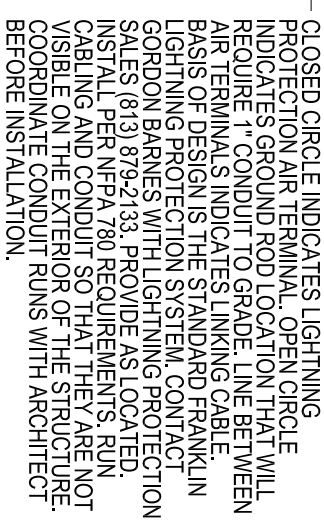 CLOSED CIRCLE INDICATES LIGHTNING
PROTECTION AIR TERMINAL. OPEN CIRCLE
INDICATES GROUND ROD LOCATION THAT WILL
REQUIRE 1" CONDUIT TO GRADE. LINE BETWEEN
AIR TERMINALS INDICATES LINKING CABLE.
BASIS OF DESIGN IS THE STANDARD FRANKLIN
LIGHTNING PROTECTION SYSTEM. CONTACT
GORDON BARNES WITH LIGHTNING PROTECTION
SALES (813) 879-2133. PROVIDE AS LOCATED.
INSTALL PER NFPA 780 REQUIREMENTS. RUN
CABLING AND CONDUIT SO THAT THEY ARE NOT
VISIBLE ON THE EXTERIOR OF THE STRUCTURE.
COORDINATE CONDUIT RUNS WITH ARCHITECT
BEFORE INSTALLATION.